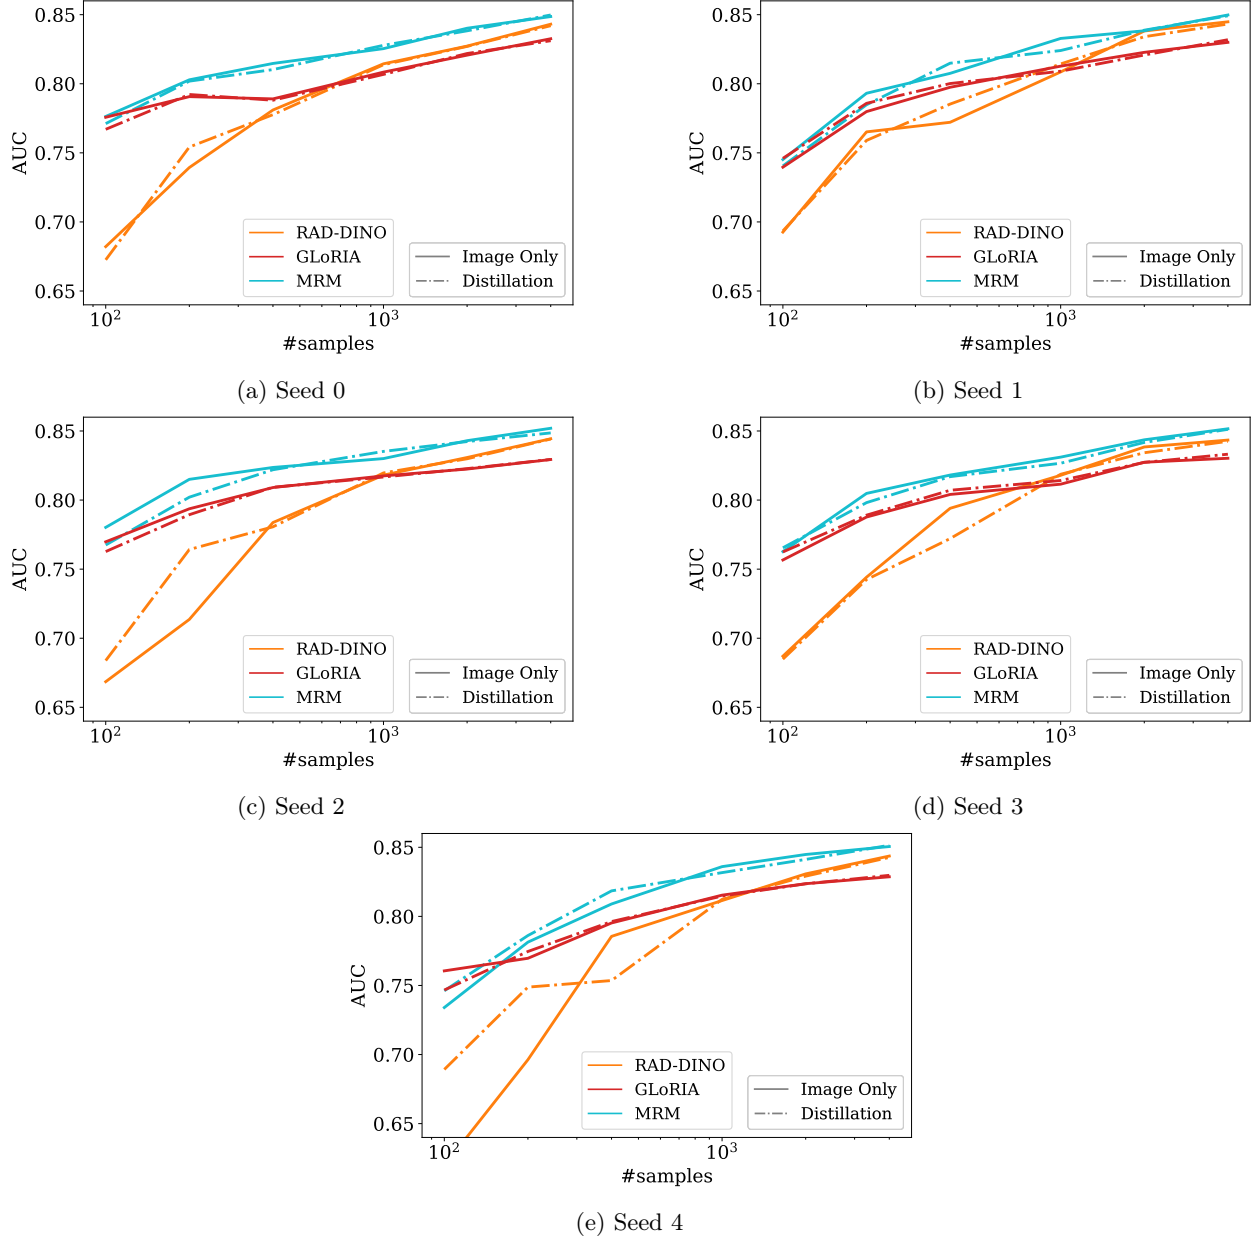 0.85
0.80
0.75
0.70
0.65
AUC
10²
10³
#samples
RAD-DINO
GLoRIA
MRM
Image Only
Distillation
(a) Seed 0
0.85
0.80
0.75
0.70
0.65
AUC
10²
10³
#samples
RAD-DINO
GLoRIA
MRM
Image Only
Distillation
(b) Seed 1
0.85
0.80
0.75
0.70
0.65
AUC
10²
10³
#samples
RAD-DINO
GLoRIA
MRM
Image Only
Distillation
(c) Seed 2
0.85
0.80
0.75
0.70
0.65
AUC
10²
10³
#samples
RAD-DINO
GLoRIA
MRM
Image Only
Distillation
(d) Seed 3
0.85
0.80
0.75
0.70
0.65
AUC
10²
10³
#samples
RAD-DINO
GLoRIA
MRM
Image Only
Distillation
(e) Seed 4